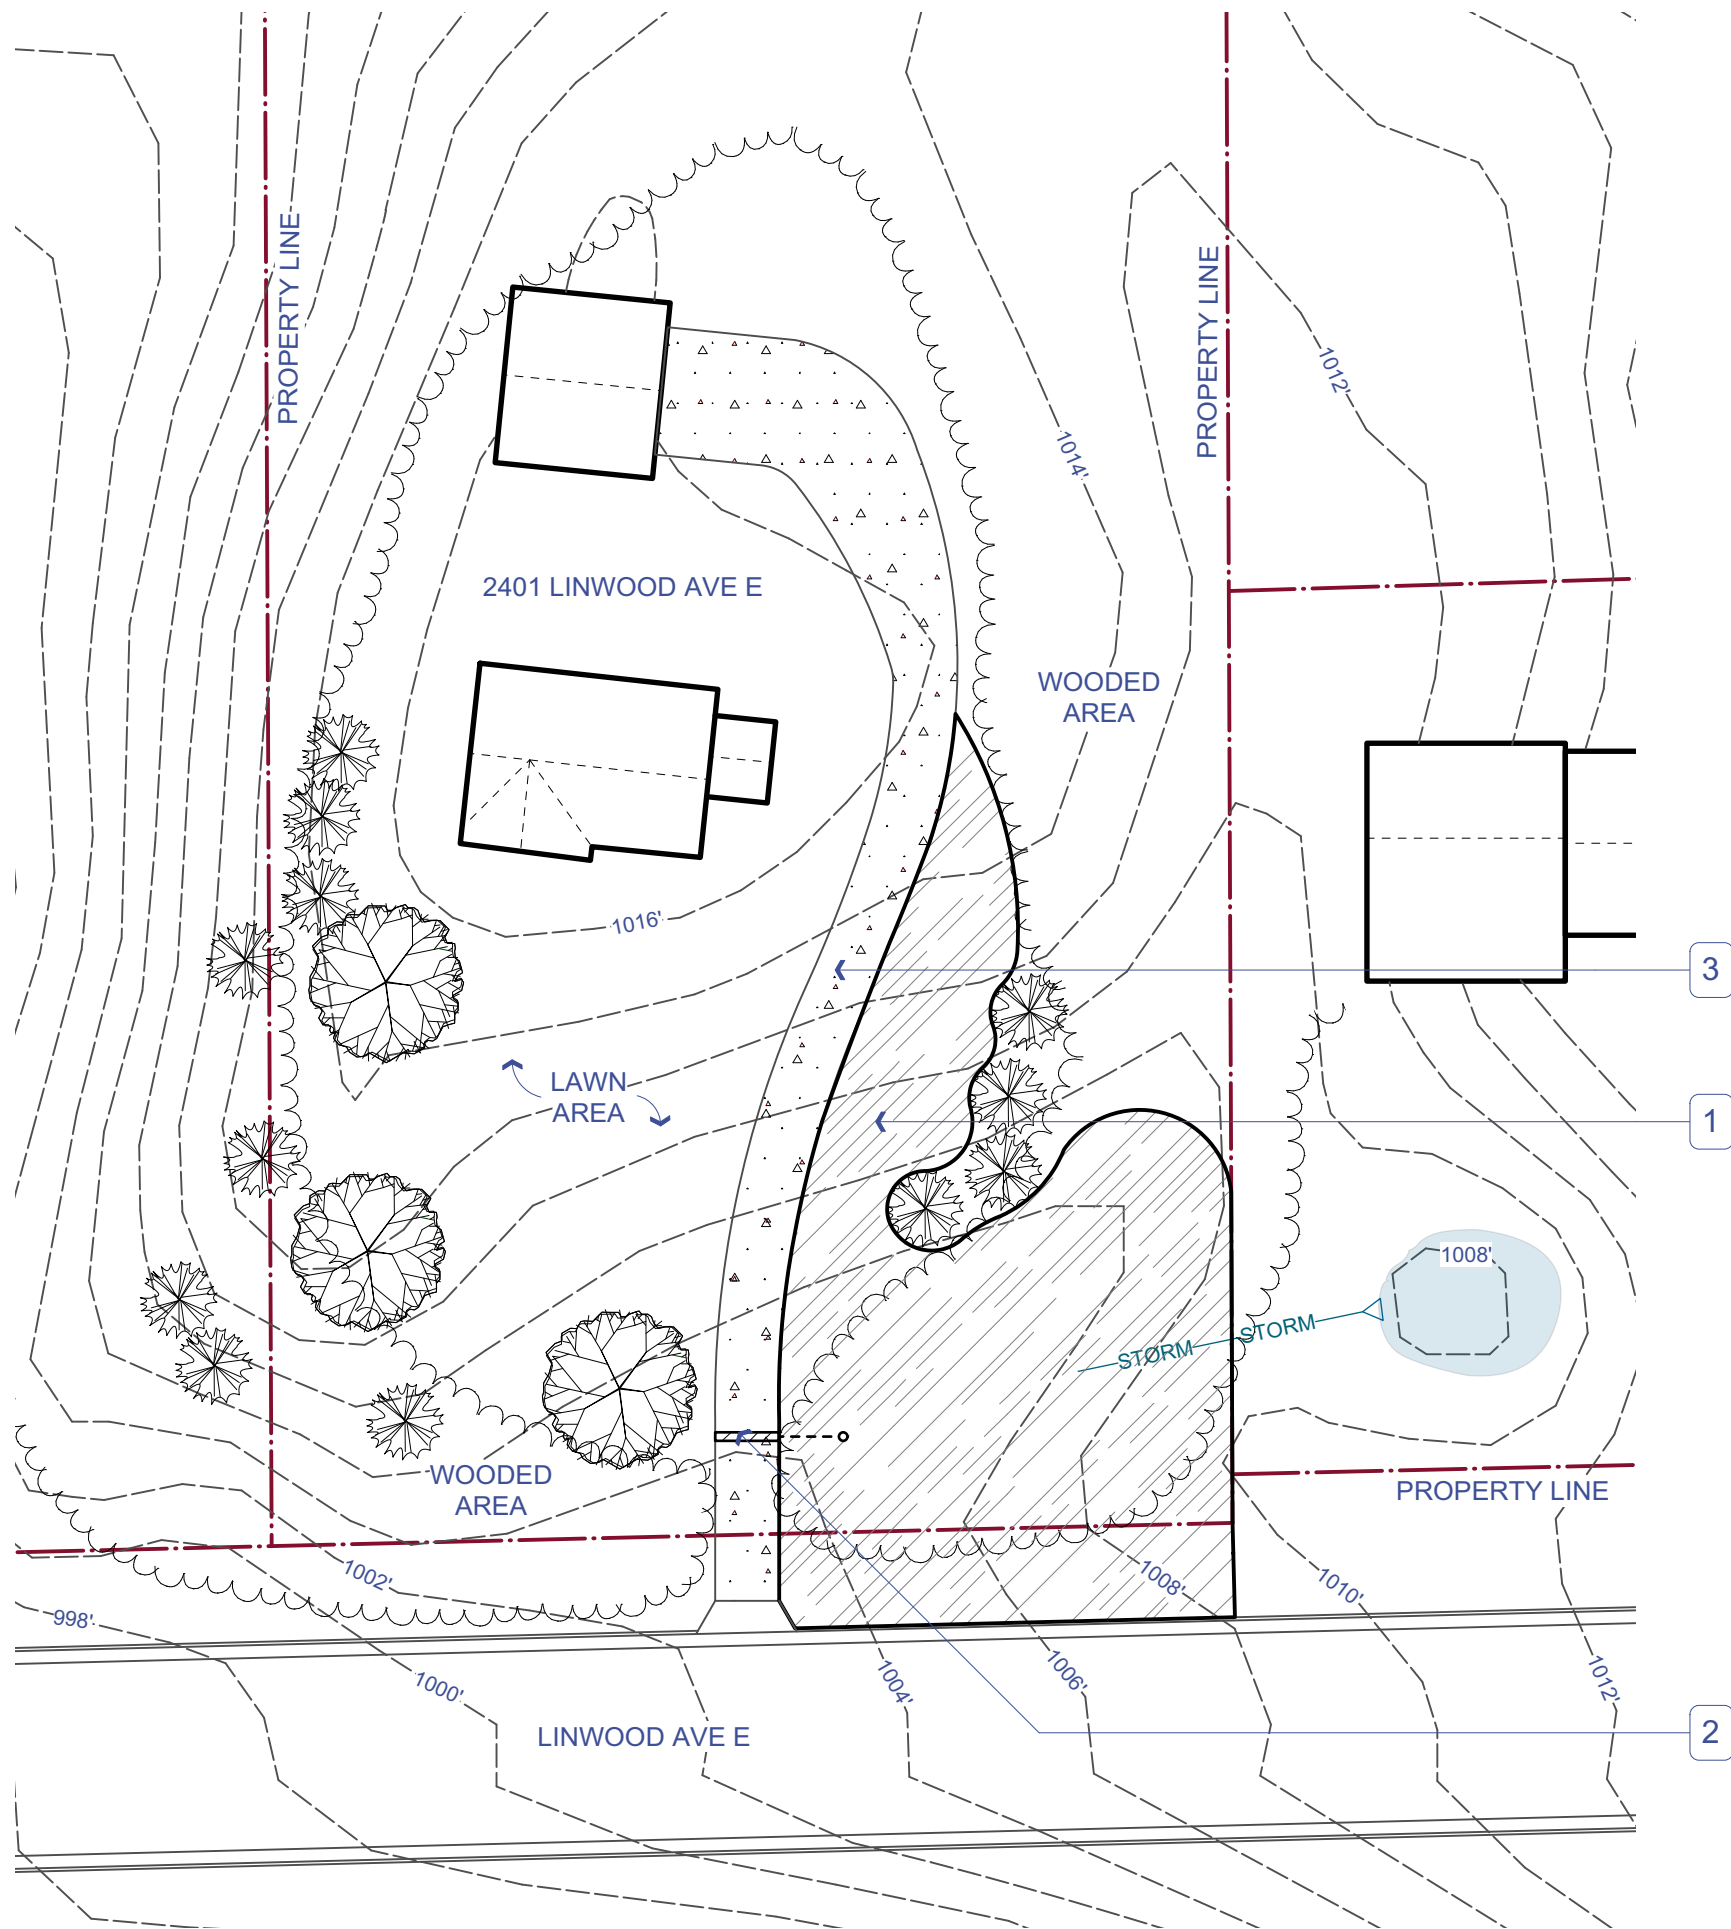 PROPERTY LINE
PROPERTY LINE
1012'
1014'
2401 LINWOOD AVE E
WOODED
AREA
1016'
3
LAWN
AREA
1
1008'
STORM
STORM
WOODED
AREA
PROPERTY LINE
1002'
1008'
1010'
998'
1000'
1004'
1006'
1012'
LINWOOD AVE E
2